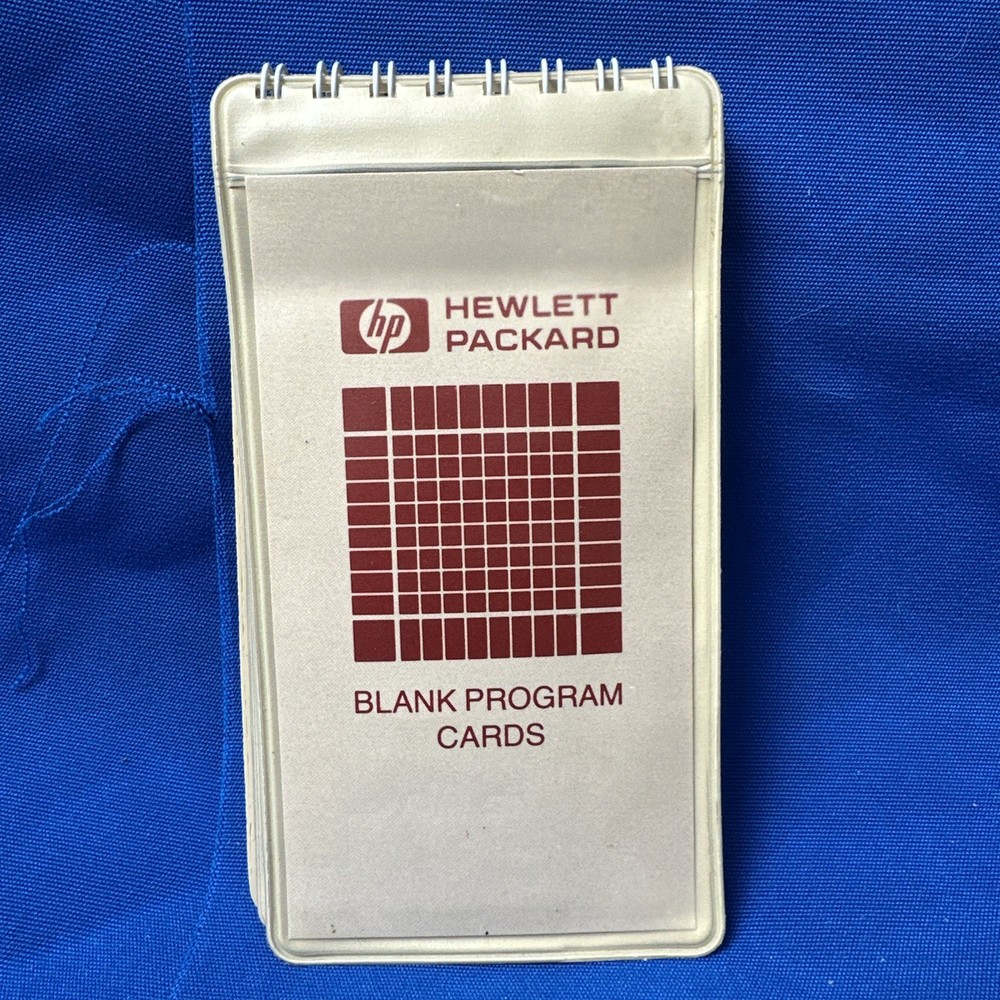 hp
HEWLETT
PACKARD
BLANK PROGRAM
CARDS